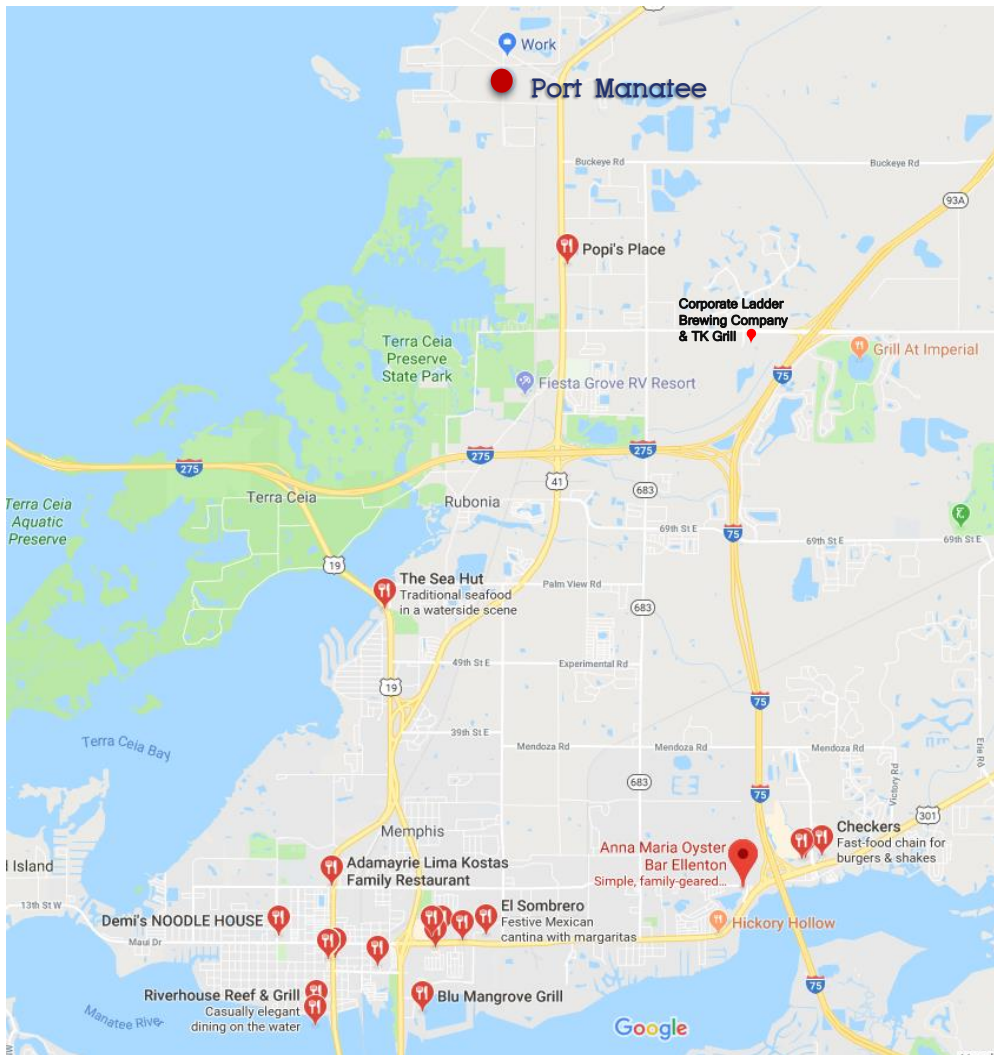 Work
Port Manatee
Buckeye Rd
Buckeye Rd
93A
Popi's Place
Corporate Ladder
Brewing Company
& TK Grill
Terra Ceia
Preserve
State Park
Grill At Imperial
75
Fiesta Grove RV Resort
275
275
275
41
Terra Ceia
Rubonia
683
Terra Ceia
Aquatic
Preserve
69th St E
75
69th St E
19
The Sea Hut
Traditional seafood
in a waterside scene
Palm View Rd
683
49th St E
Experimental Rd
19
75
39th St E
Terra Ceia Bay
Mendoza Rd
Mendoza Rd
Mendoza Rd
Erie Rd
683
75
Victory Rd
301
Memphis
Checkers
Fast-food chain for
burgers & shakes
Anna Maria Oyster
Bar Ellenton
Simple, family-geared...
d Island
Adamayrie Lima Kostas
Family Restaurant
13th St W
Demi's NOODLE HOUSE
El Sombrero
Festive Mexican
cantina with margaritas
Hickory Hollow
Maui Dr
75
Riverhouse Reef & Grill
Casually elegant
dining on the water
Blu Mangrove Grill
Manatee River
Google